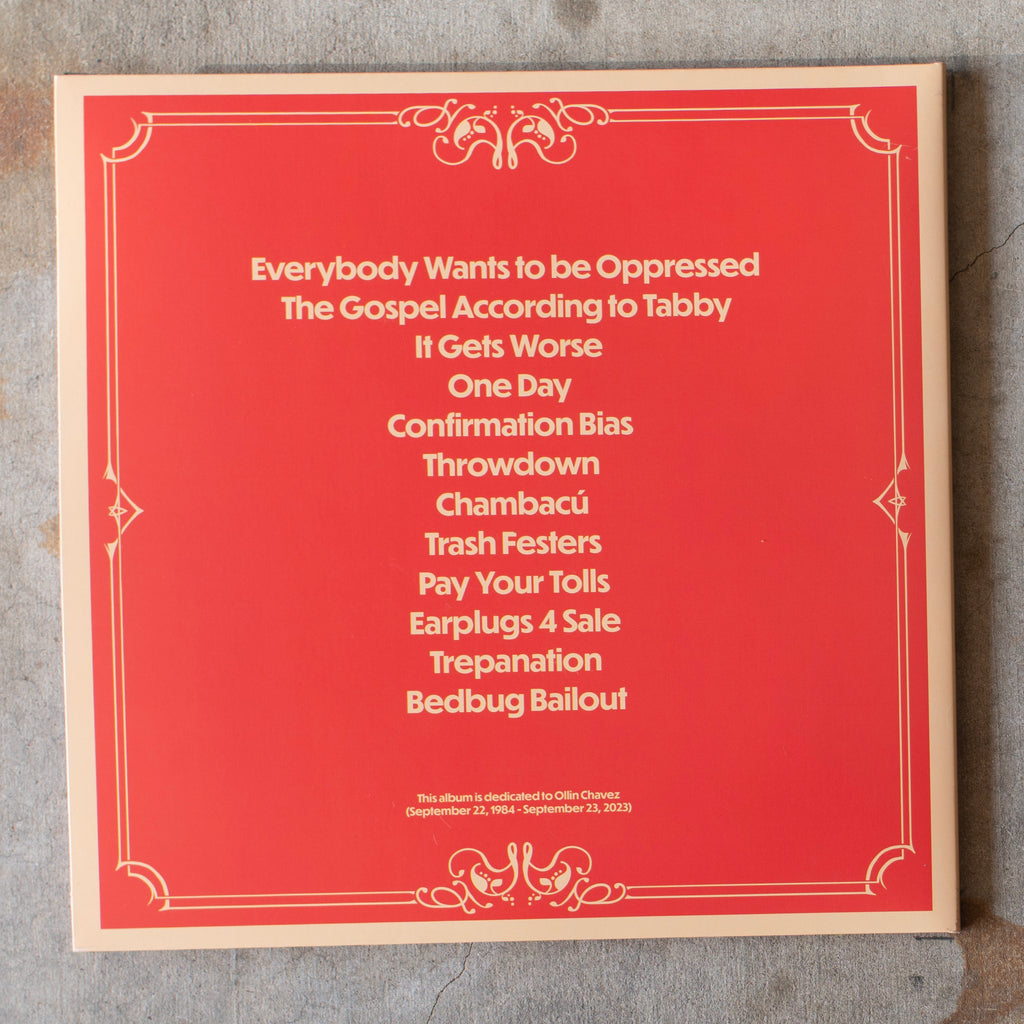 Everybody Wants to be Oppressed
The Gospel According to Tabby
It Gets Worse
One Day
Confirmation Bias
Throwdown
Chambacú
Trash Festers
Pay Your Tolls
Earplugs 4 Sale
Trepanation
Bedbug Bailout
This album is dedicated to Ollin Chavez
(September 22, 1984 - September 23, 2023)